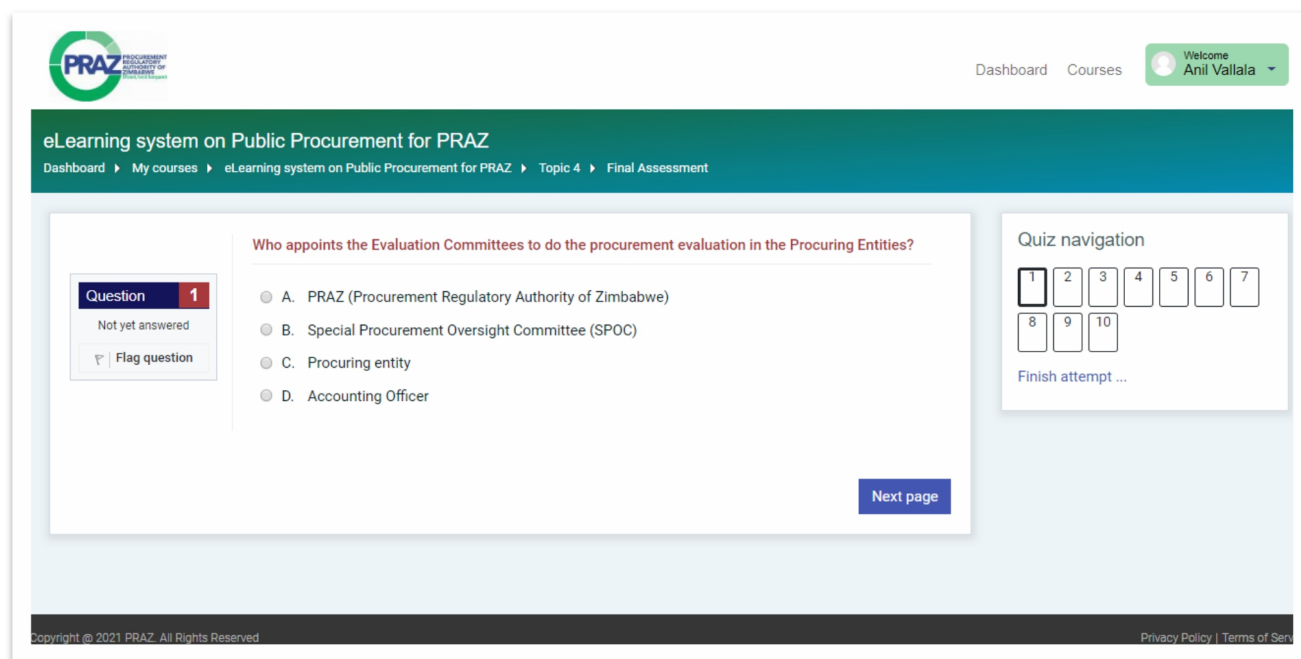 PRAZ
PROCUREMENT
REGULATORY
AUTHORITY OF
ZIMBABWE
Dashboard Courses
Welcome
Anil Vallala
eLearning system on Public Procurement for PRAZ
Dashboard My courses eLearning system on Public Procurement for PRAZ Topic 4 Final Assessment
Who appoints the Evaluation Committees to do the procurement evaluation in the Procuring Entities?
Question 1
Not yet answered
Flag question
A. PRAZ (Procurement Regulatory Authority of Zimbabwe)
B. Special Procurement Oversight Committee (SPOC)
C. Procuring entity
D. Accounting Officer
Next page
Quiz navigation
1 2 3 4 5 6 7
8 9 10
Finish attempt ...
Copyright @ 2021 PRAZ. All Rights Reserved
Privacy Policy | Terms of Serv